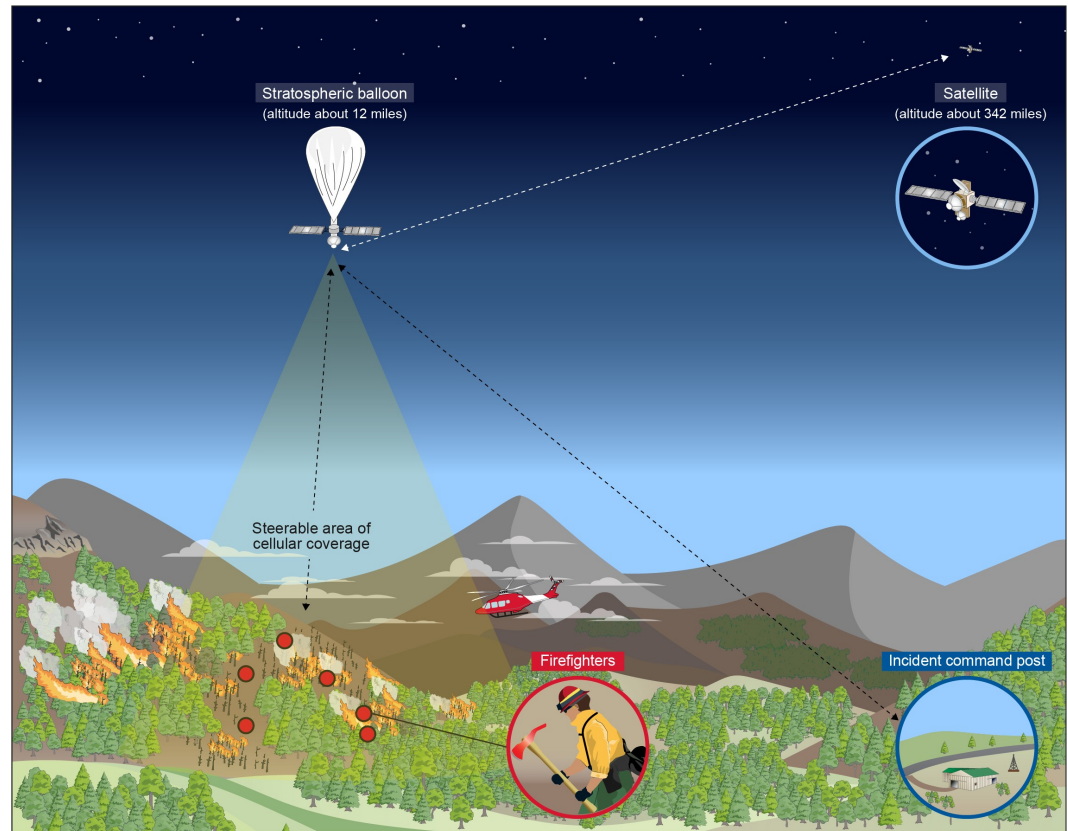 Stratospheric balloon
(altitude about 12 miles)
Satellite
(altitude about 342 miles)
Steerable area of
cellular coverage
Firefighters
Incident command post